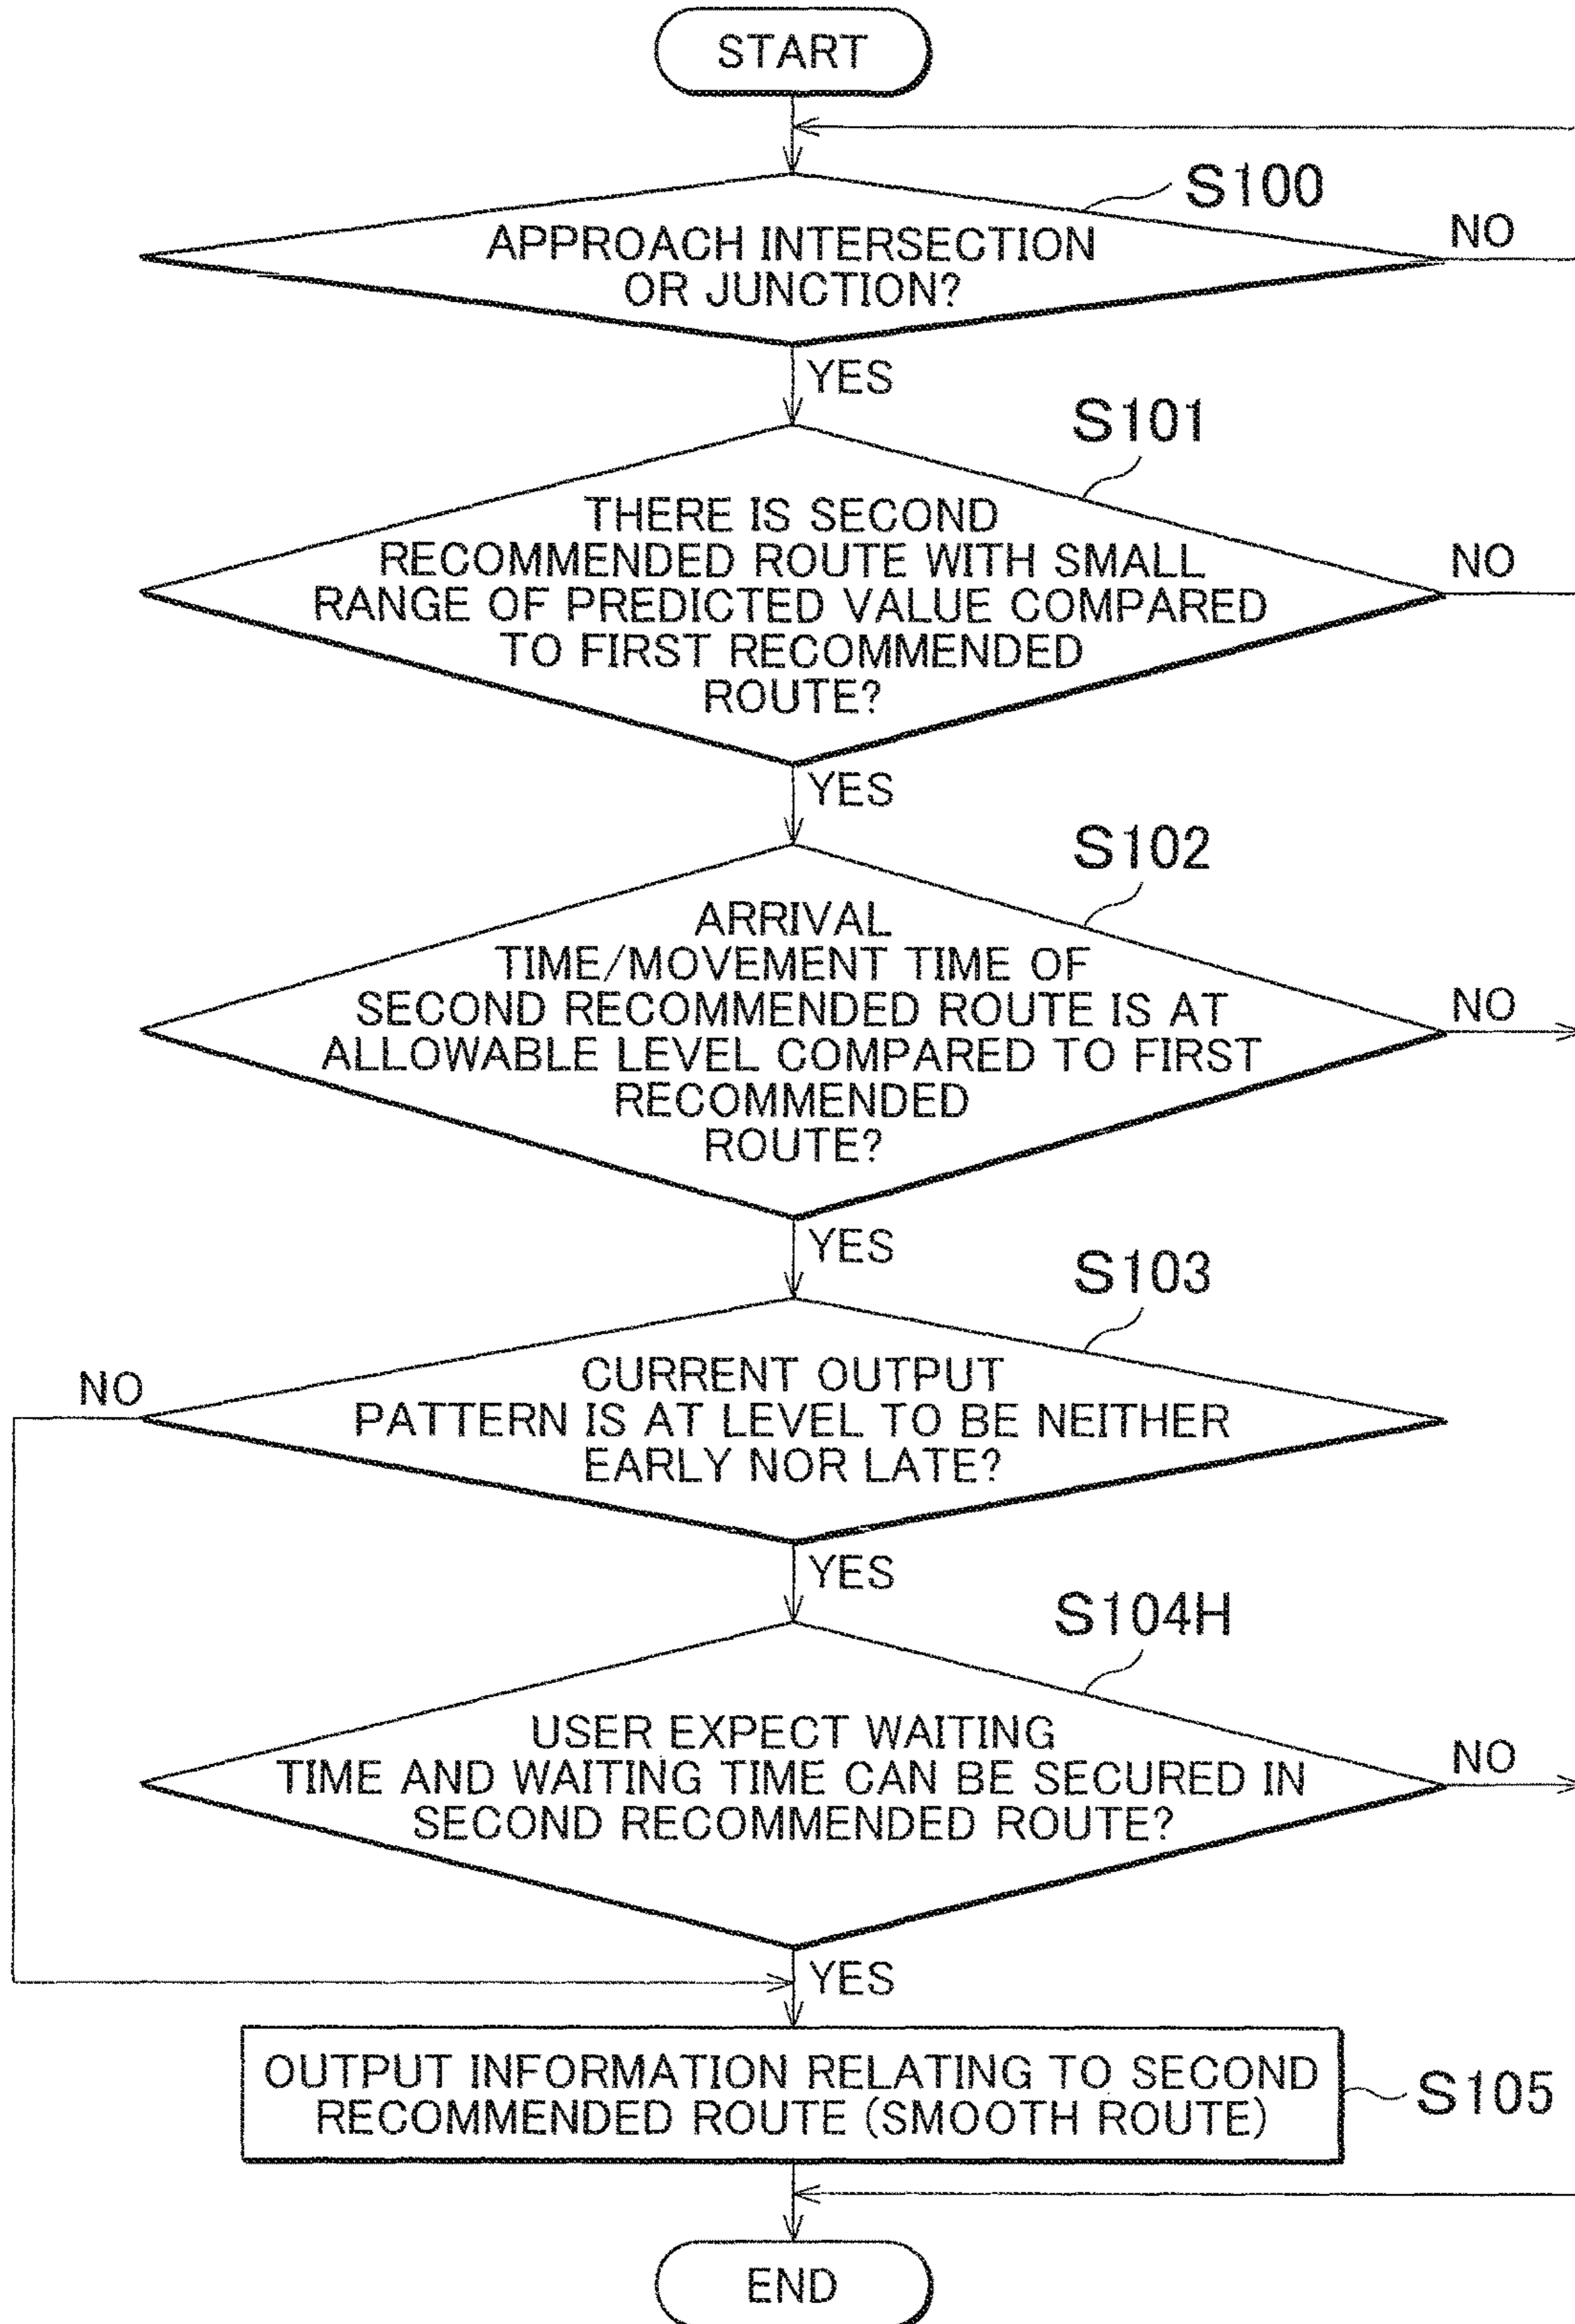 START
S100
APPROACH INTERSECTION
OR JUNCTION?
NO
YES
S101
THERE IS SECOND
RECOMMENDED ROUTE WITH SMALL
RANGE OF PREDICTED VALUE COMPARED
TO FIRST RECOMMENDED
ROUTE?
NO
YES
S102
ARRIVAL
TIME/MOVEMENT TIME OF
SECOND RECOMMENDED ROUTE IS AT
ALLOWABLE LEVEL COMPARED TO FIRST
RECOMMENDED
ROUTE?
NO
YES
S103
NO
CURRENT OUTPUT
PATTERN IS AT LEVEL TO BE NEITHER
EARLY NOR LATE?
YES
S104H
USER EXPECT WAITING
TIME AND WAITING TIME CAN BE SECURED IN
SECOND RECOMMENDED ROUTE?
NO
YES
OUTPUT INFORMATION RELATING TO SECOND
RECOMMENDED ROUTE (SMOOTH ROUTE)
S105
END